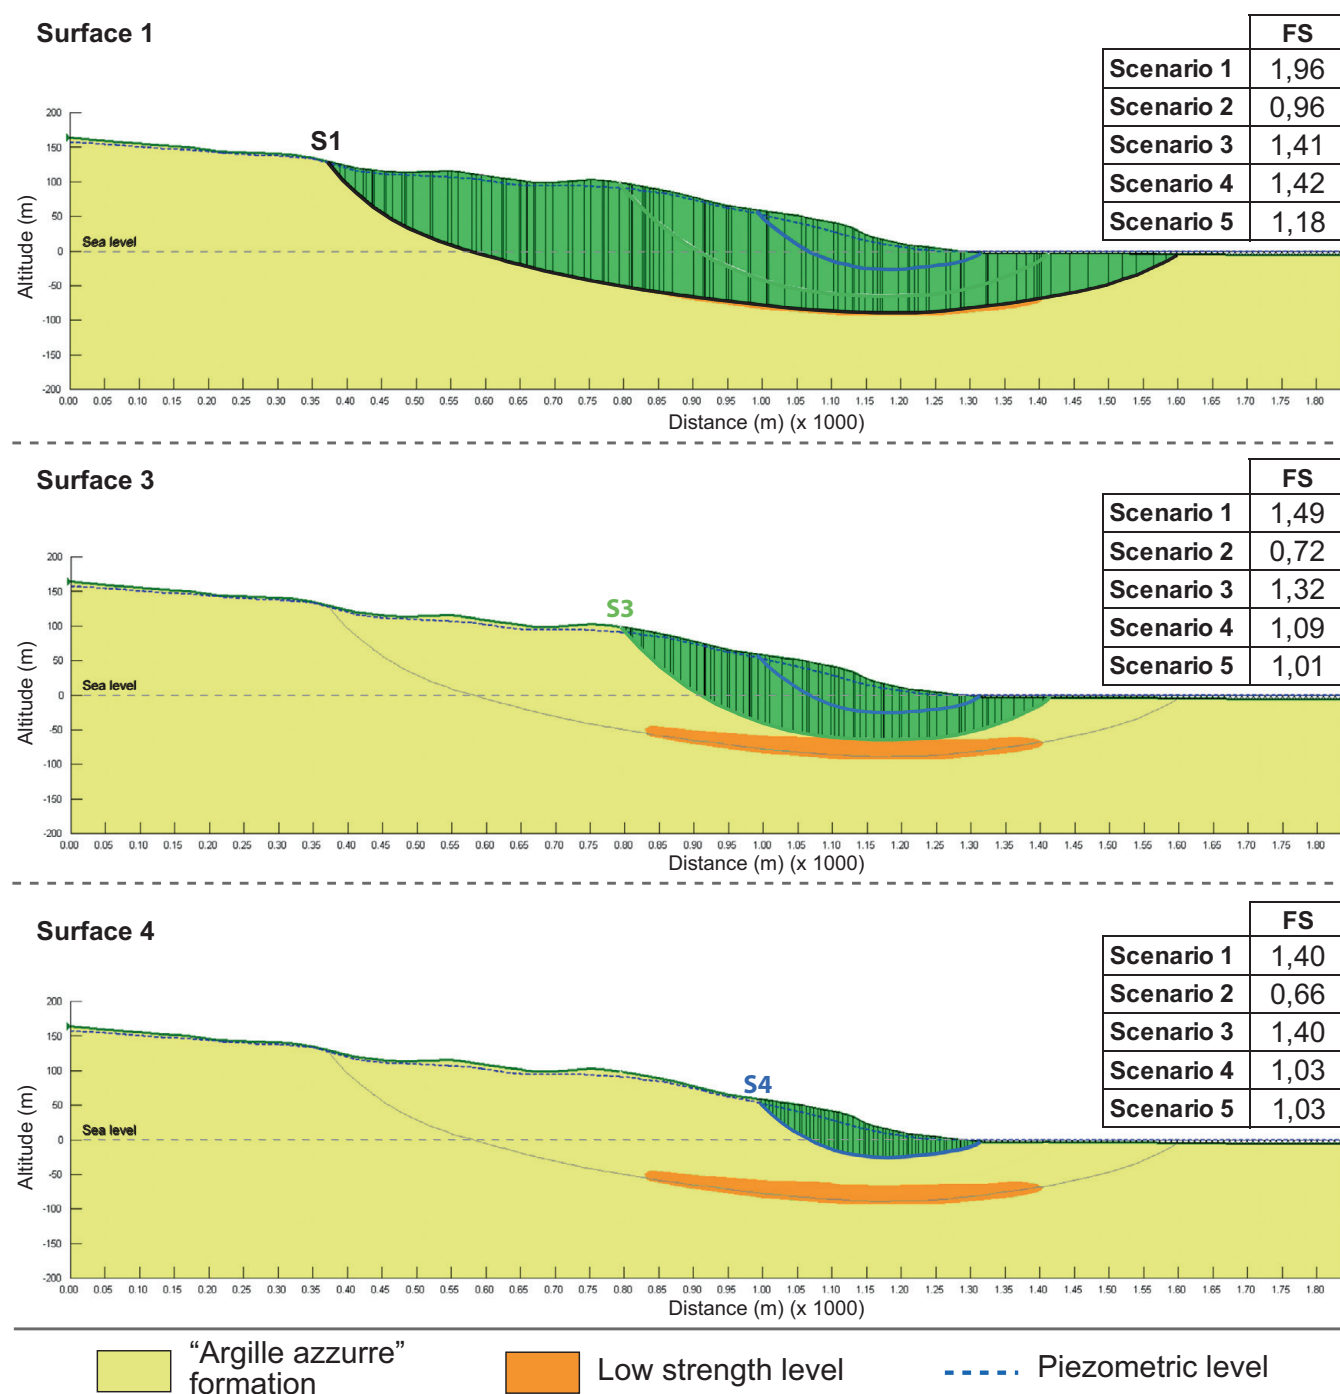 Surface 1
FS
Scenario 1 1,96
Scenario 2 0,96
Scenario 3 1,41
Scenario 4 1,42
Scenario 5 1,18
S1
Altitude (m)
200
150
100
50
0
-50
-100
-150
-200
Sea level
0.00 0.05 0.10 0.15 0.20 0.25 0.30 0.35 0.40 0.45 0.50 0.55 0.60 0.65 0.70 0.75 0.80 0.85 0.90 0.95 1.00 1.05 1.10 1.15 1.20 1.25 1.30 1.35 1.40 1.45 1.50 1.55 1.60 1.65 1.70 1.75 1.80
Distance (m) (x 1000)
Surface 3
FS
Scenario 1 1,49
Scenario 2 0,72
Scenario 3 1,32
Scenario 4 1,09
Scenario 5 1,01
S3
Altitude (m)
200
150
100
50
0
-50
-100
-150
-200
Sea level
0.00 0.05 0.10 0.15 0.20 0.25 0.30 0.35 0.40 0.45 0.50 0.55 0.60 0.65 0.70 0.75 0.80 0.85 0.90 0.95 1.00 1.05 1.10 1.15 1.20 1.25 1.30 1.35 1.40 1.45 1.50 1.55 1.60 1.65 1.70 1.75 1.80
Distance (m) (x 1000)
Surface 4
FS
Scenario 1 1,40
Scenario 2 0,66
Scenario 3 1,40
Scenario 4 1,03
Scenario 5 1,03
S4
Altitude (m)
200
150
100
50
0
-50
-100
-150
-200
Sea level
0.00 0.05 0.10 0.15 0.20 0.25 0.30 0.35 0.40 0.45 0.50 0.55 0.60 0.65 0.70 0.75 0.80 0.85 0.90 0.95 1.00 1.05 1.10 1.15 1.20 1.25 1.30 1.35 1.40 1.45 1.50 1.55 1.60 1.65 1.70 1.75 1.80
Distance (m) (x 1000)
“Argille azzurre”
formation
Low strength level
Piezometric level